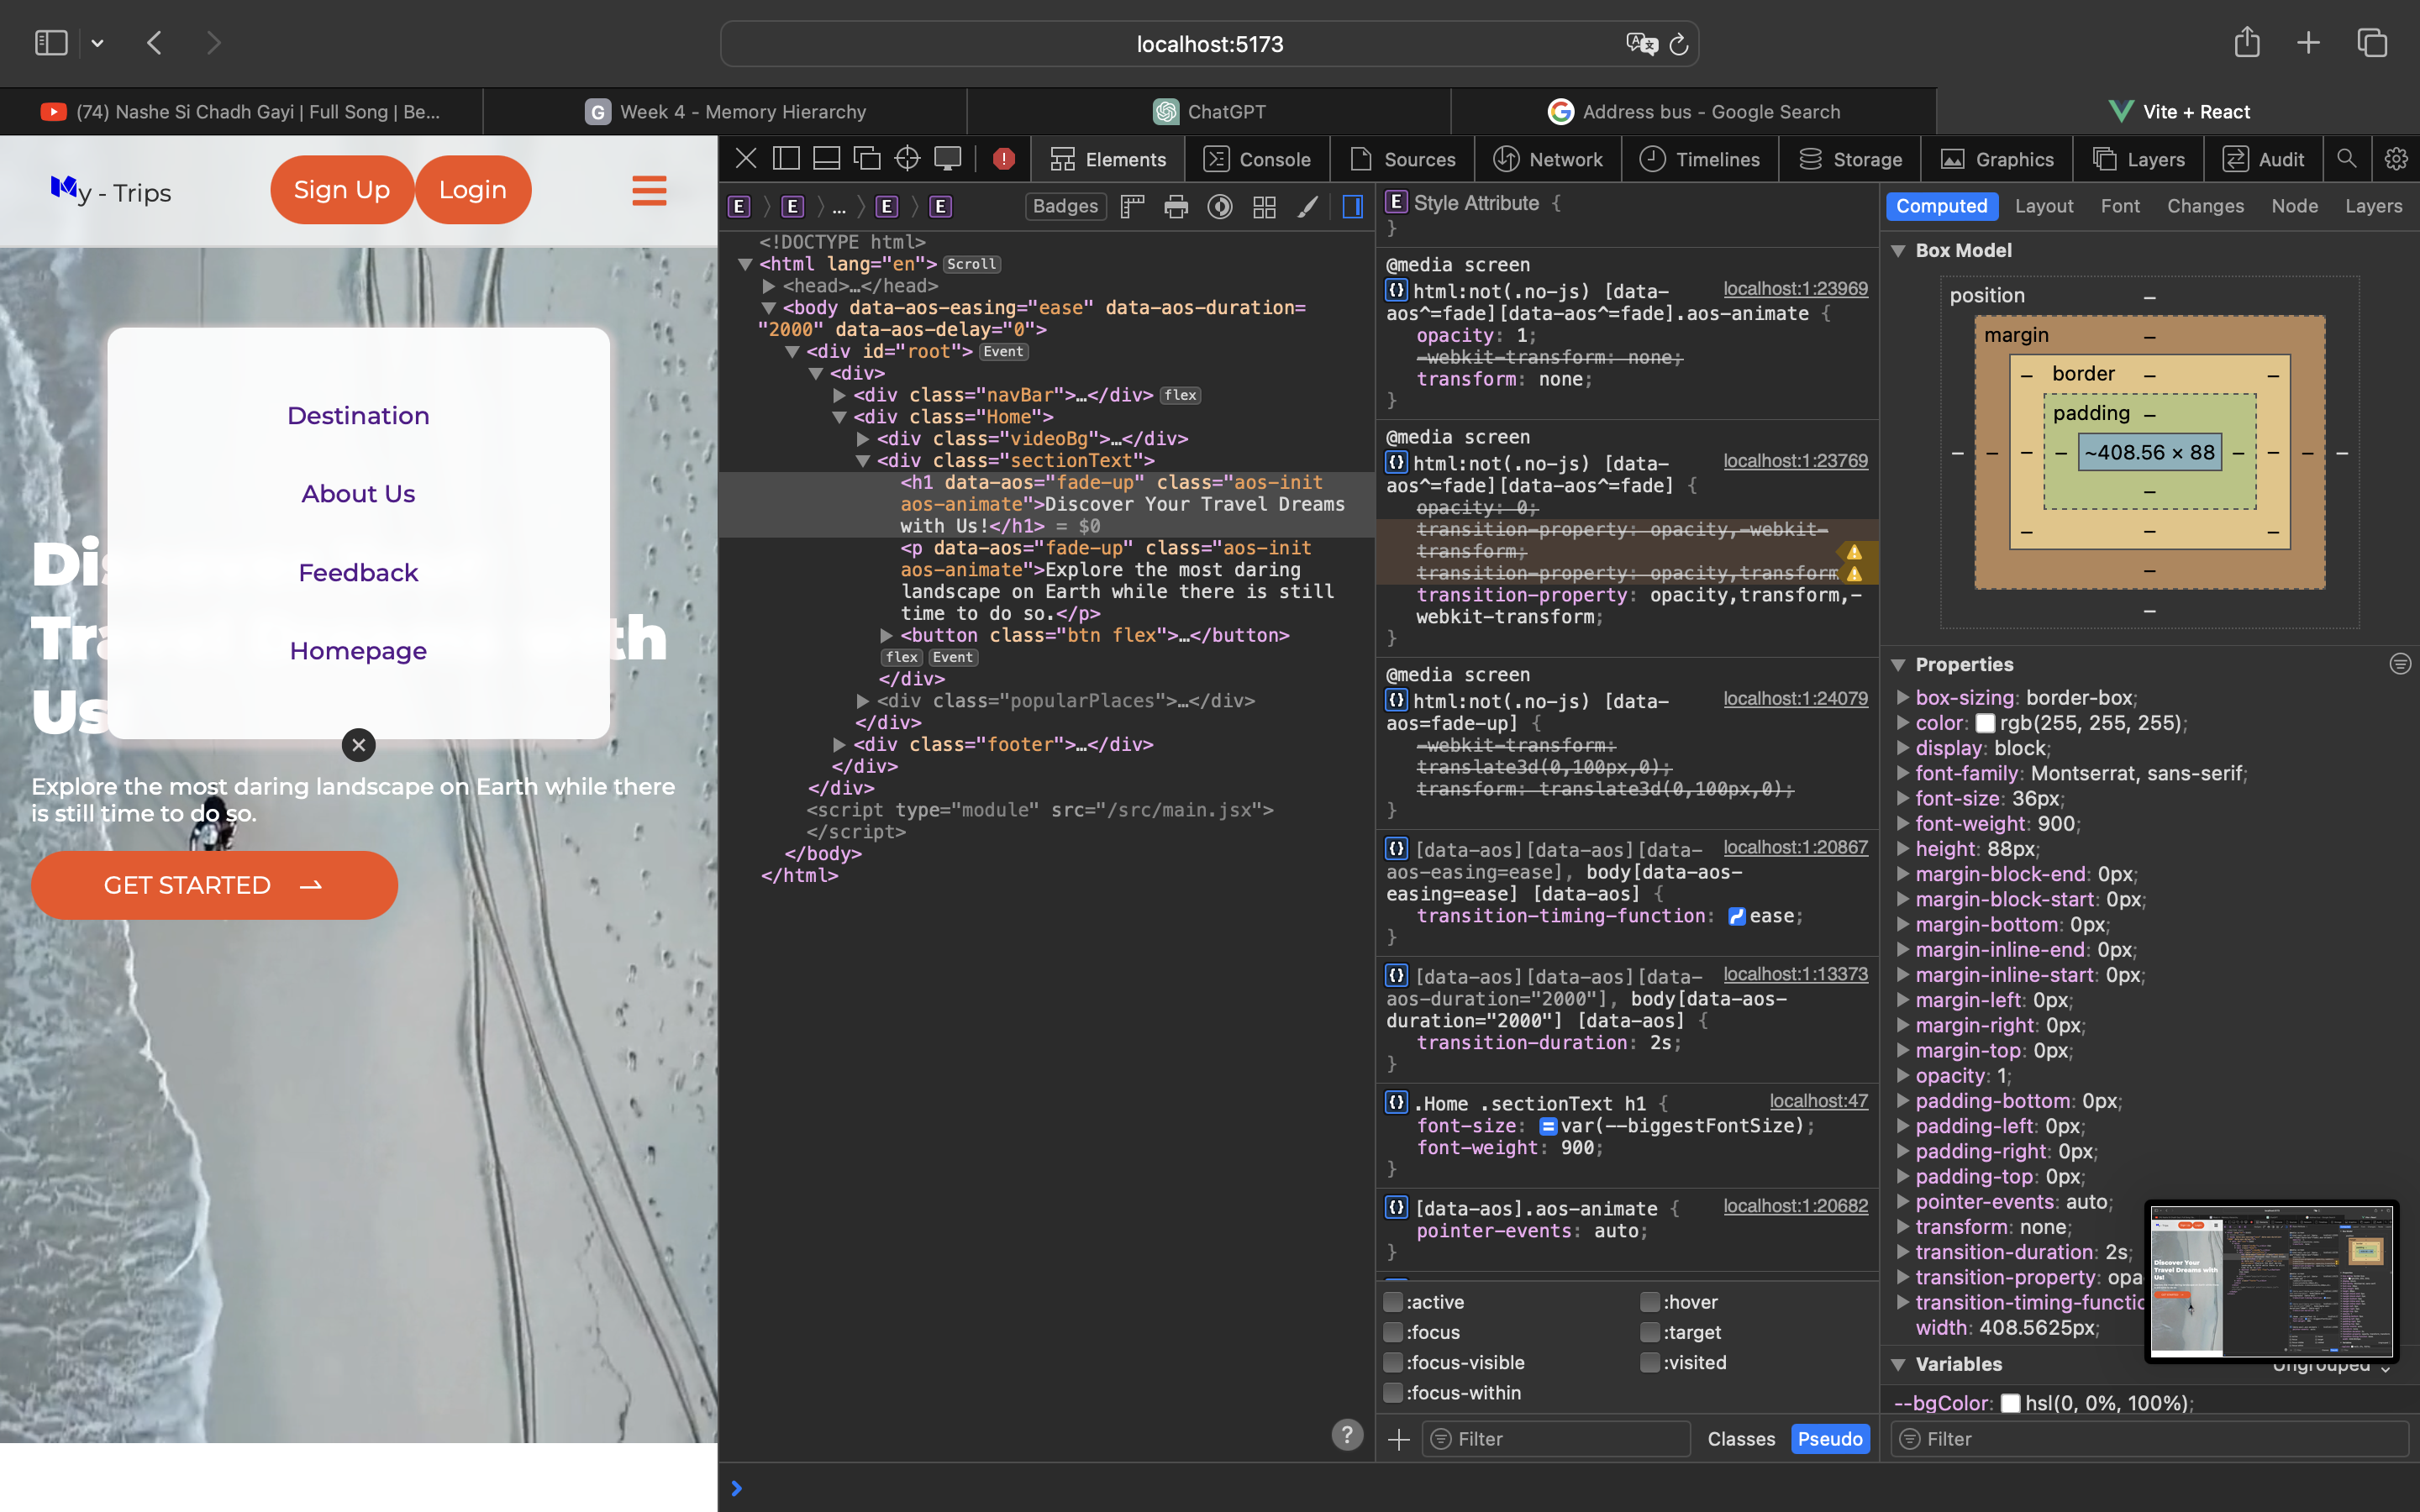 localhost:5173
(74) Nashe Si Chadh Gayi | Full Song | Be...
Week 4 - Memory Hierarchy
ChatGPT
Address bus - Google Search
Vite + React
y - Trips
Sign Up
Login
Destination
About Us
Feedback
Homepage
Explore the most daring landscape on Earth while there
is still time to do so.
GET STARTED
Elements
Console
Sources
Network
Timelines
Storage
Graphics
Layers
Audit
E 〉 E 〉 ... 〉 E 〉 E
Badges
<!DOCTYPE html>
<html lang="en"> Scroll
<head>…</head>
<body data-aos-easing="ease" data-aos-duration=
"2000" data-aos-delay="0">
<div id="root"> Event
<div>
<div class="navBar">…</div> flex
<div class="Home">
<div class="videoBg">…</div>
<div class="sectionText">
<h1 data-aos="fade-up" class="aos-init
aos-animate">Discover Your Travel Dreams
with Us!</h1> = $0
<p data-aos="fade-up" class="aos-init
aos-animate">Explore the most daring
landscape on Earth while there is still
time to do so.</p>
<button class="btn flex">…</button>
flex Event
</div>
<div class="popularPlaces">…</div>
</div>
<div class="footer">…</div>
</div>
</div>
<script type="module" src="/src/main.jsx">
</script>
</body>
</html>
E Style Attribute {
}
@media screen
html:not(.no-js) [data- localhost:1:23969
aos^=fade][data-aos^=fade].aos-animate {
opacity: 1;
-webkit-transform: none;
transform: none;
}
@media screen
html:not(.no-js) [data- localhost:1:23769
aos^=fade][data-aos^=fade] {
opacity: 0;
transition-property: opacity,-webkit-
transform;
transition-property: opacity,transform
transition-property: opacity,transform,-
webkit-transform;
}
@media screen
html:not(.no-js) [data- localhost:1:24079
aos=fade-up] {
-webkit-transform:
translate3d(0,100px,0);
transform: translate3d(0,100px,0);
}
[data-aos][data-aos][data- localhost:1:20867
aos-easing=ease], body[data-aos-
easing=ease] [data-aos] {
transition-timing-function: ease;
}
[data-aos][data-aos][data- localhost:1:13373
aos-duration="2000"], body[data-aos-
duration="2000"] [data-aos] {
transition-duration: 2s;
}
.Home .sectionText h1 { localhost:47
font-size: var(--biggestFontSize);
font-weight: 900;
}
[data-aos].aos-animate { localhost:1:20682
pointer-events: auto;
}
:active
:hover
:focus
:target
:focus-visible
:visited
:focus-within
Filter
Classes
Pseudo
Computed
Layout
Font
Changes
Node
Layers
Box Model
position
margin
border
padding
~408.56 × 88
Properties
box-sizing: border-box;
color: rgb(255, 255, 255);
display: block;
font-family: Montserrat, sans-serif;
font-size: 36px;
font-weight: 900;
height: 88px;
margin-block-end: 0px;
margin-block-start: 0px;
margin-bottom: 0px;
margin-inline-end: 0px;
margin-inline-start: 0px;
margin-left: 0px;
margin-right: 0px;
margin-top: 0px;
opacity: 1;
padding-bottom: 0px;
padding-left: 0px;
padding-right: 0px;
padding-top: 0px;
pointer-events: auto;
transform: none;
transition-duration: 2s;
transition-property: opa
transition-timing-functio
width: 408.5625px;
Variables
Ungrouped
--bgColor: hsl(0, 0%, 100%);
Filter
Discover Your
Travel Dreams with
Us!